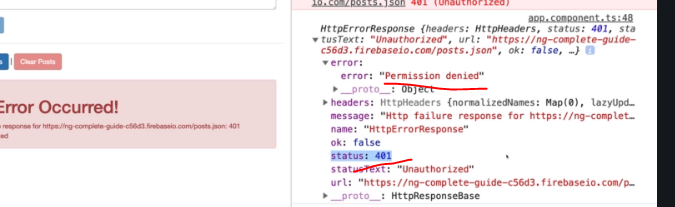 io.com/posts.json 401 (Unauthorized)
app.component.ts:48
HttpErrorResponse {headers: HttpHeaders, status: 401, sta
tusText: "Unauthorized", url: "https://ng-complete-guide-
c56d3.firebaseio.com/posts.json", ok: false, …}
error:
error: "Permission denied"
__proto__: Object
headers: HttpHeaders {normalizedNames: Map(0), lazyUpd…
message: "Http failure response for https://ng-complet…
name: "HttpErrorResponse"
ok: false
status: 401
statusText: "Unauthorized"
url: "https://ng-complete-guide-c56d3.firebaseio.com/p…
__proto__: HttpResponseBase
Clear Posts
Error Occurred!
response for https://ng-complete-guide-c56d3.firebaseio.com/posts.json: 401
ed